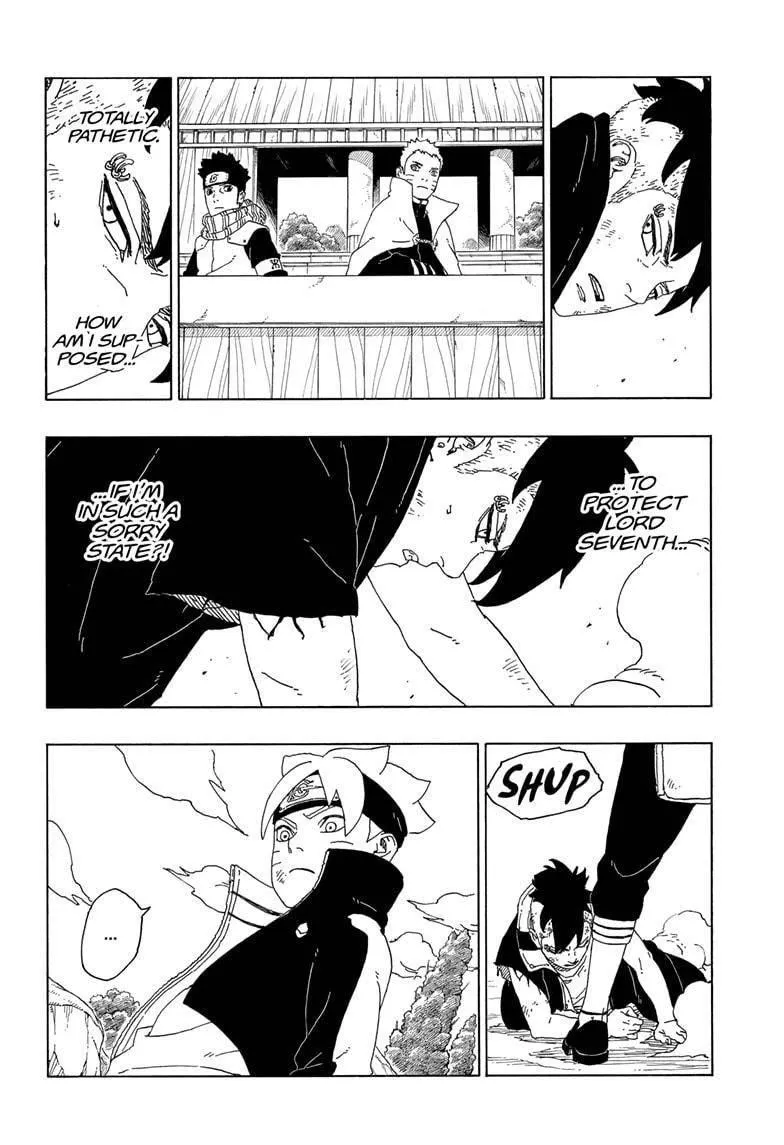 TOTALLY
PATHETIC.
HOW
AM I SUP-
POSED...
...TO
PROTECT
LORD
SEVENTH...
...IF I'M
IN SUCH A
SORRY
STATE?!
SHUP
...